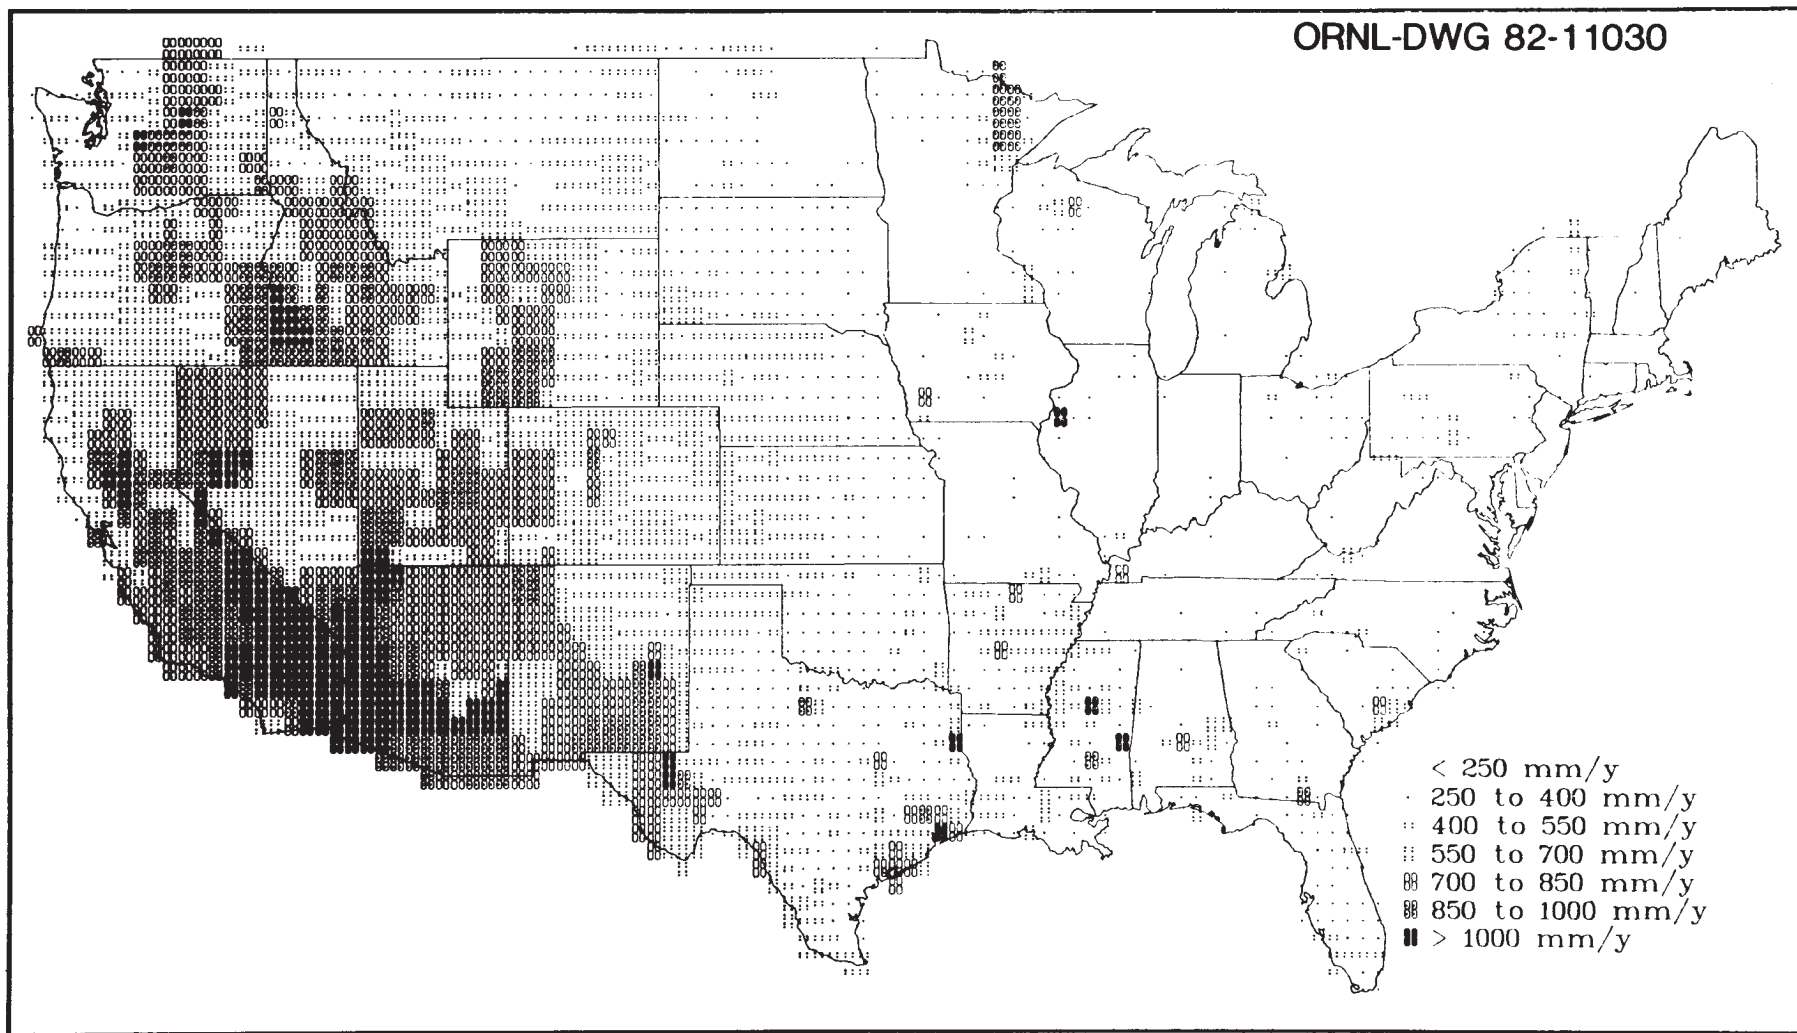 ORNL-DWG 82-11030
< 250 mm/y
250 to 400 mm/y
400 to 550 mm/y
550 to 700 mm/y
700 to 850 mm/y
850 to 1000 mm/y
> 1000 mm/y